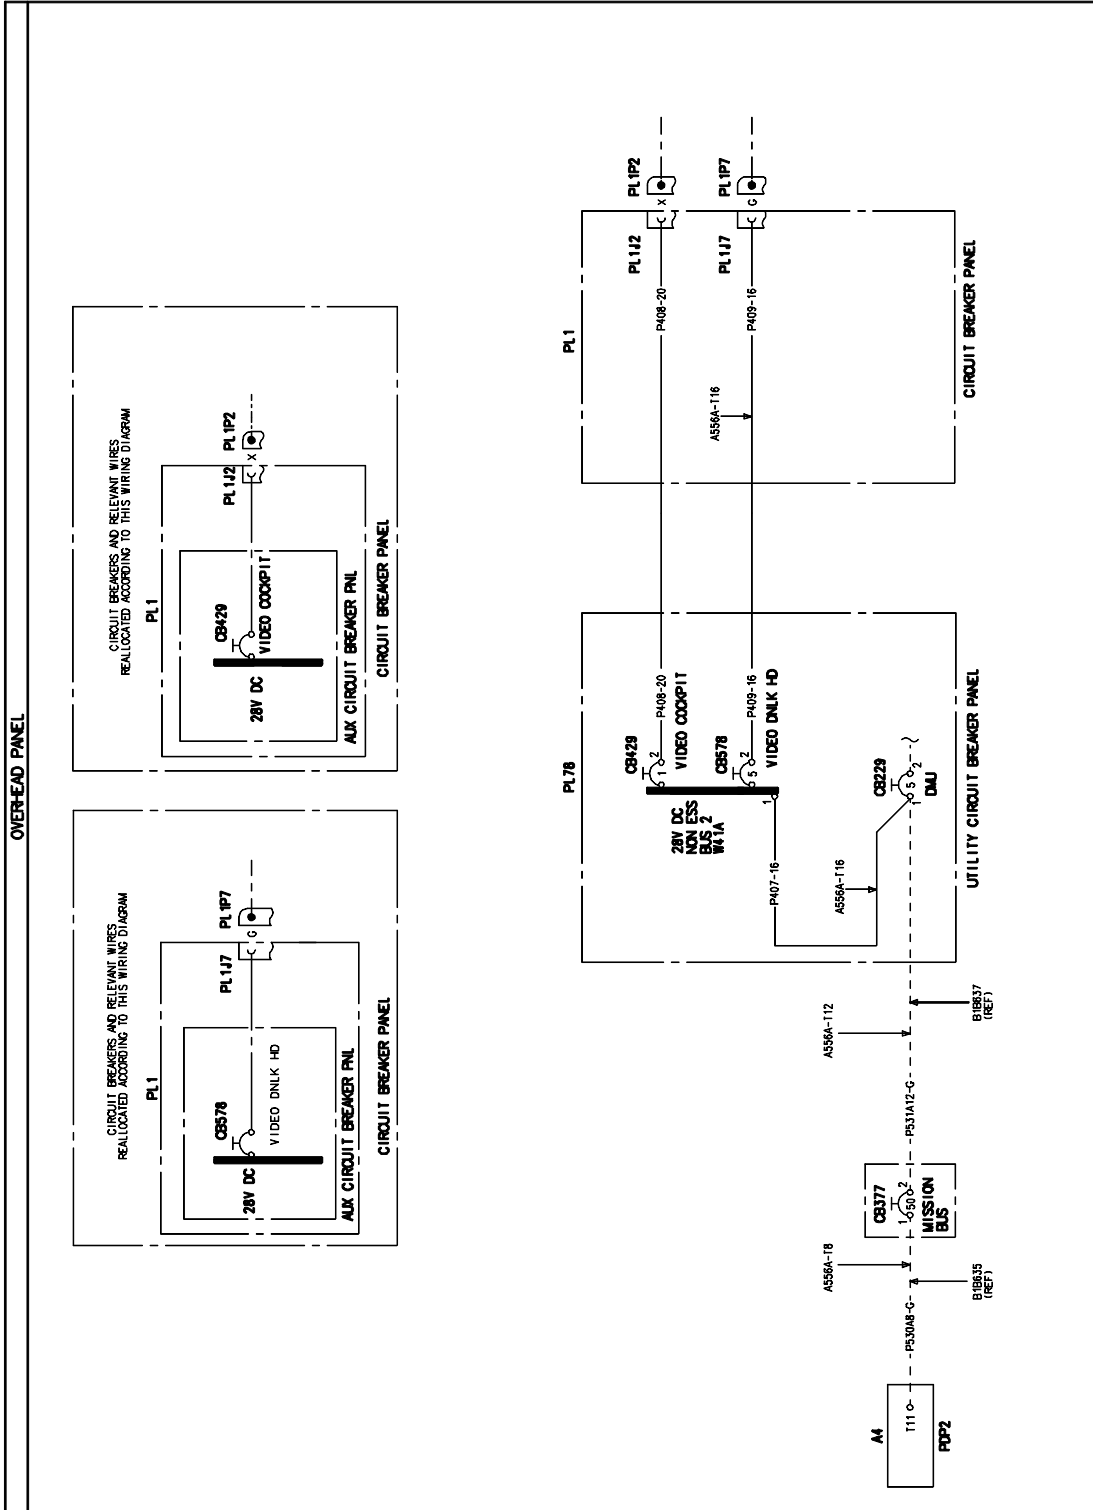 OVERHEAD PANEL
CIRCUIT BREAKERS AND RELEVANT WIRES
REALLOCATED ACCORDING TO THIS WIRING DIAGRAM
PL1
CB578
28V DC
VIDEO DNLK HD
AUX CIRCUIT BREAKER PNL
CIRCUIT BREAKER PANEL
PL1J7
G
PL1P7
CIRCUIT BREAKERS AND RELEVANT WIRES
REALLOCATED ACCORDING TO THIS WIRING DIAGRAM
PL1
CB429
28V DC
VIDEO COCKPIT
AUX CIRCUIT BREAKER PNL
CIRCUIT BREAKER PANEL
PL1J2
X
PL1P2
PL78
28V DC
NON ESS
BUS 2
W41A
CB429
1
2
VIDEO COCKPIT
P408-20
CB578
5
2
VIDEO DNLK HD
P409-16
1
P407-16
A556A-T16
CB229
1
5
2
DMU
UTILITY CIRCUIT BREAKER PANEL
PL1
P408-20
PL1J2
X
PL1P2
A556A-T16
P409-16
PL1J7
G
PL1P7
CIRCUIT BREAKER PANEL
A4
T11
PDP2
P530A8-G
A556A-T8
B1B635
(REF)
CB377
1
50
2
MISSION
BUS
P531A12-G
A556A-T12
B1B637
(REF)